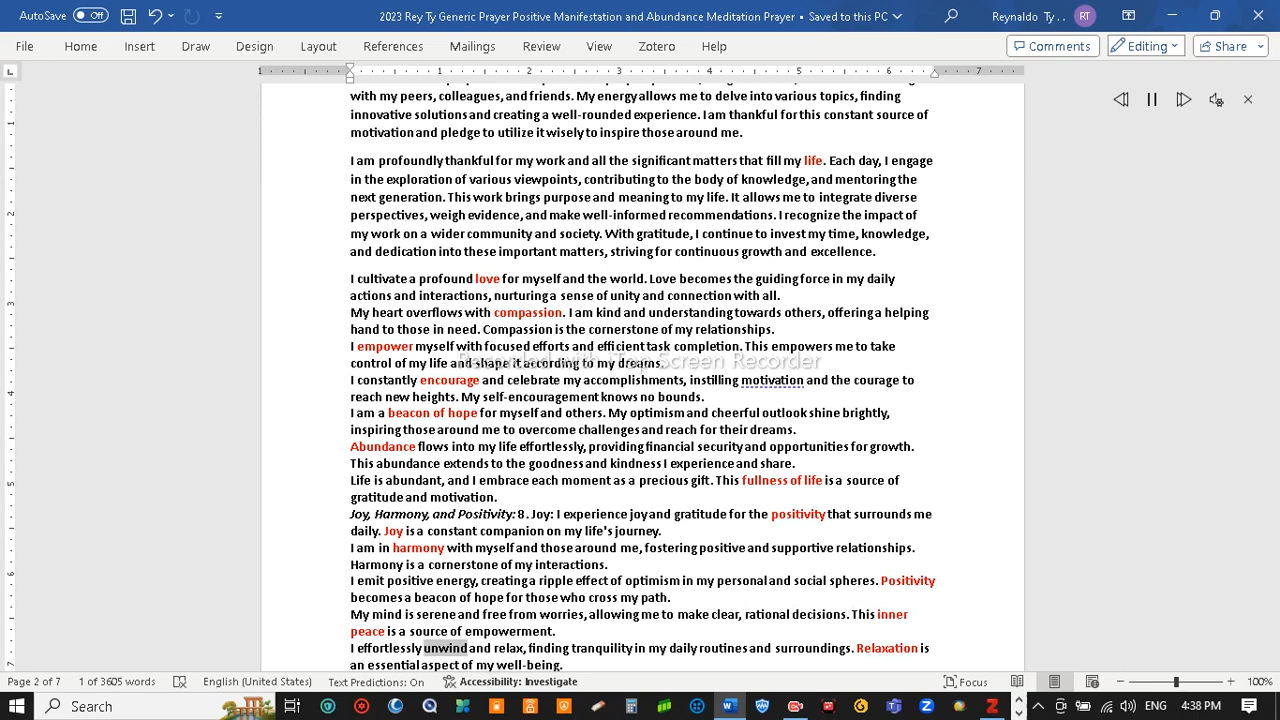 AutoSave Off 2023 Rey Ty Generic Prayer Positive Manifestation and Abundance Meditation Prayer • Saved to this PC Reynaldo Ty ... RT
File Home Insert Draw Design Layout References Mailings Review View Zotero Help Comments Editing Share
1 1 2 3 4 5 6 7
with my peers, colleagues, and friends. My energy allows me to delve into various topics, finding
innovative solutions and creating a well-rounded experience. I am thankful for this constant source of
motivation and pledge to utilize it wisely to inspire those around me.
I am profoundly thankful for my work and all the significant matters that fill my life. Each day, I engage
in the exploration of various viewpoints, contributing to the body of knowledge, and mentoring the
next generation. This work brings purpose and meaning to my life. It allows me to integrate diverse
perspectives, weigh evidence, and make well-informed recommendations. I recognize the impact of
my work on a wider community and society. With gratitude, I continue to invest my time, knowledge,
and dedication into these important matters, striving for continuous growth and excellence.
I cultivate a profound love for myself and the world. Love becomes the guiding force in my daily
actions and interactions, nurturing a sense of unity and connection with all.
My heart overflows with compassion. I am kind and understanding towards others, offering a helping
hand to those in need. Compassion is the cornerstone of my relationships.
I empower myself with focused efforts and efficient task completion. This empowers me to take
control of my life and shape it according to my dreams.
Recorded with iTop Screen Recorder
I constantly encourage and celebrate my accomplishments, instilling motivation and the courage to
reach new heights. My self-encouragement knows no bounds.
I am a beacon of hope for myself and others. My optimism and cheerful outlook shine brightly,
inspiring those around me to overcome challenges and reach for their dreams.
Abundance flows into my life effortlessly, providing financial security and opportunities for growth.
This abundance extends to the goodness and kindness I experience and share.
Life is abundant, and I embrace each moment as a precious gift. This fullness of life is a source of
gratitude and motivation.
Joy, Harmony, and Positivity: 8. Joy: I experience joy and gratitude for the positivity that surrounds me
daily. Joy is a constant companion on my life's journey.
I am in harmony with myself and those around me, fostering positive and supportive relationships.
Harmony is a cornerstone of my interactions.
I emit positive energy, creating a ripple effect of optimism in my personal and social spheres. Positivity
becomes a beacon of hope for those who cross my path.
My mind is serene and free from worries, allowing me to make clear, rational decisions. This inner
peace is a source of empowerment.
I effortlessly unwind and relax, finding tranquility in my daily routines and surroundings. Relaxation is
an essential aspect of my well-being.
Page 2 of 7 1 of 3605 words English (United States) Text Predictions: On Accessibility: Investigate Focus 100%
Search 4:38 PM